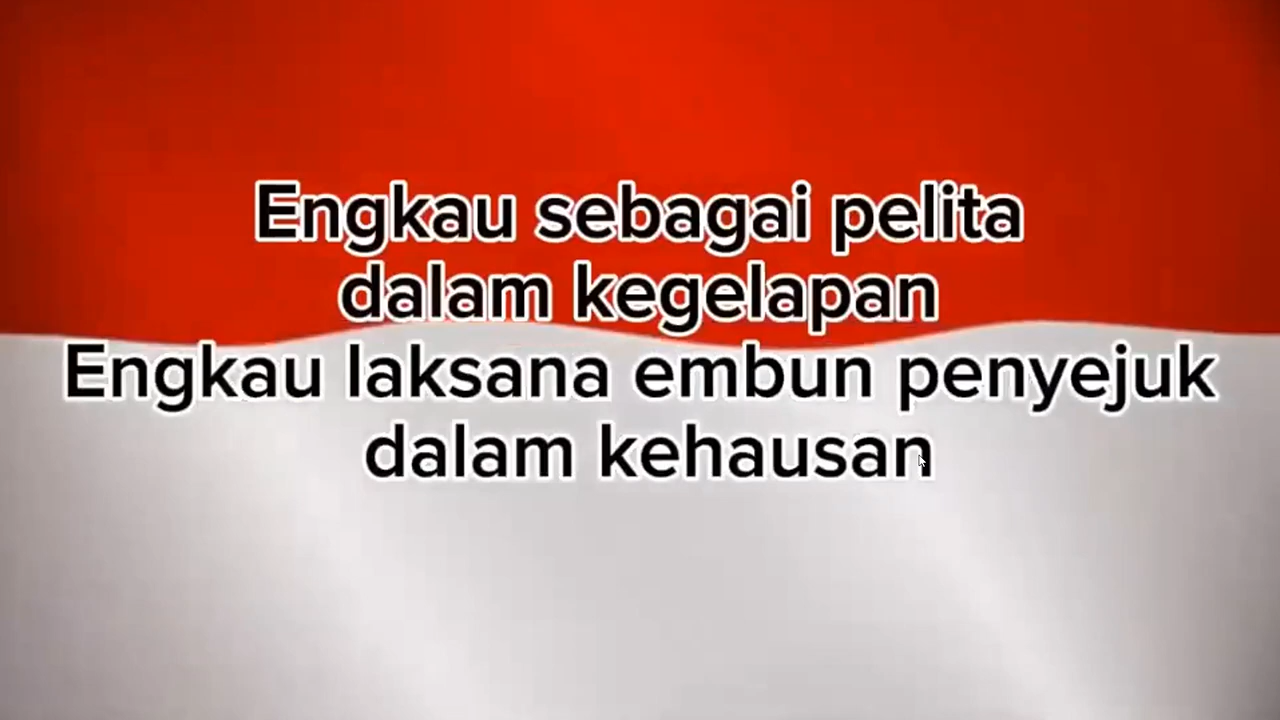 Engkau sebagai pelita
dalam kegelapan
Engkau laksana embun penyejuk
dalam kehausan